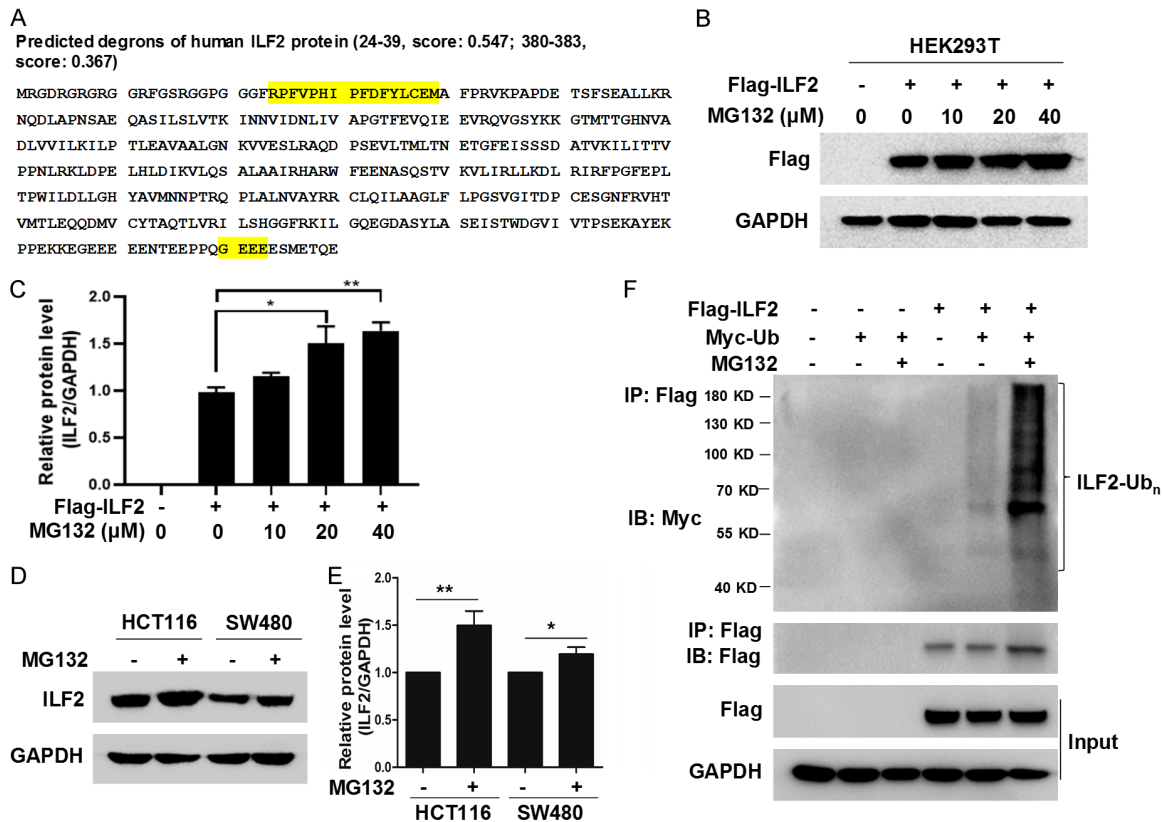 A
Predicted degrons of human ILF2 protein (24-39, score: 0.547; 380-383,
score: 0.367)
MRGDRGRGRG GRFGSRGGPG GGFRPFVPHI PFDFYLCEMA FPRVKPAPDE TSFSEALLKR
NQDLAPNSAE QASILSLVTK INNVIDNLIV APGTFEVQIE EVRQVGSYKK GTMTTGHNVA
DLVVILKILP TLEAVAALGN KVVESLRAQD PSEVLTMLTN ETGFEISSSD ATVKILITTV
PPNLRKLDPE LHLDIKVLQS ALAAIRHARW FEENASQSTV KVLIRLLKDL RIRFPGFEPL
TPWILDLLGH YAVMNNPTRQ PLALNVAYRR CLQILAAGLF LPGSVGITDP CESGNFRVHT
VMTLEQQDMV CYTAQTLVRI LSHGGFRKIL GQEGDASYLA SEISTWDGVI VTPSEKAYEK
PPEKKEGEEE EENTEEPPQG EEEESMETQE
B
HEK293T
Flag-ILF2 - + + + +
MG132 (μM) 0 0 10 20 40
Flag
GAPDH
C
Relative protein level
(ILF2/GAPDH)
2.0
1.5
1.0
0.5
0.0
**
*
Flag-ILF2 - + + + +
MG132 (μM) 0 0 10 20 40
D
HCT116 SW480
MG132 - + - +
ILF2
GAPDH
E
Relative protein level
(ILF2/GAPDH)
2.0
1.5
1.0
0.5
0.0
** *
MG132 - + - +
HCT116 SW480
F
Flag-ILF2 - - - + + +
Myc-Ub - + + - + +
MG132 - - + - - +
IP: Flag
IB: Myc
180 KD
130 KD
100 KD
70 KD
55 KD
40 KD
ILF2-Ubn
IP: Flag
IB: Flag
Flag
GAPDH
Input